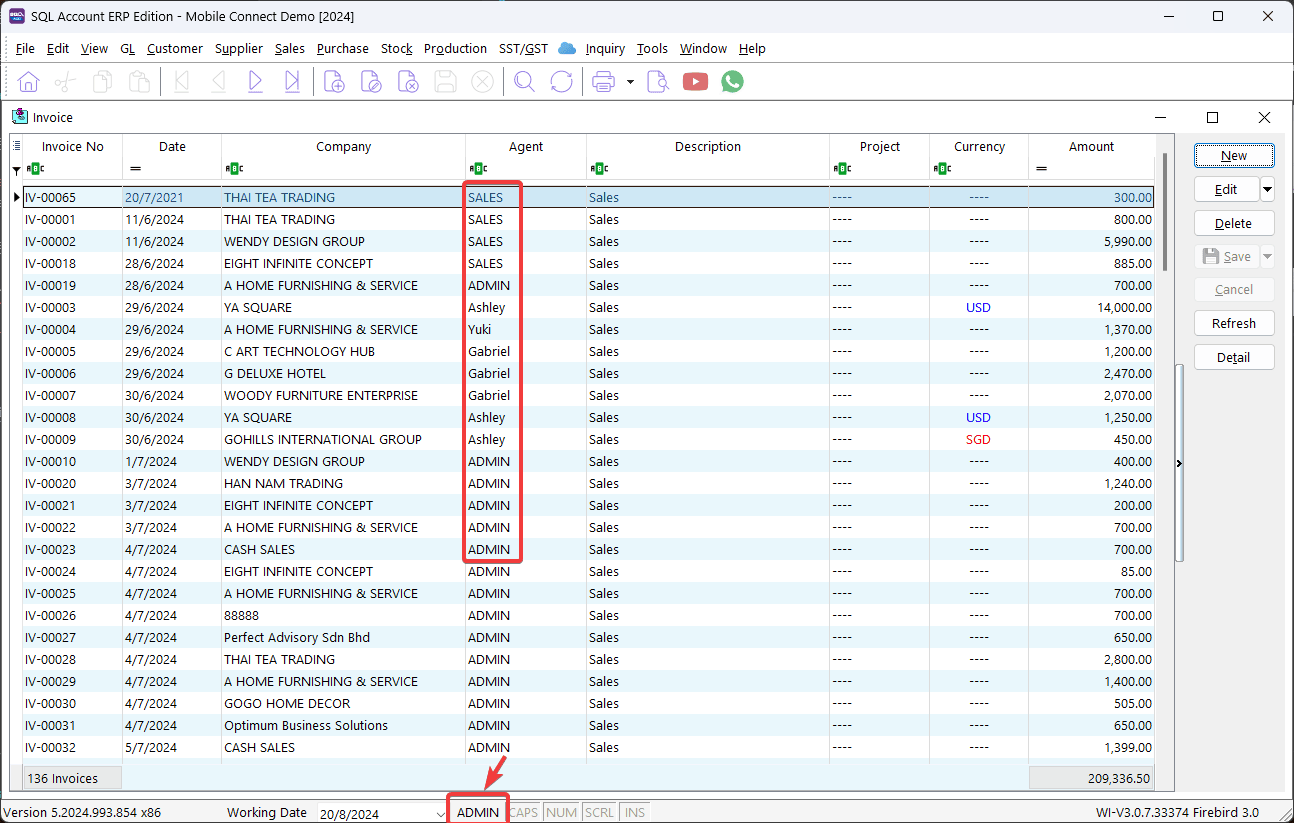 SQL Account ERP Edition - Mobile Connect Demo [2024]
File Edit View GL Customer Supplier Sales Purchase Stock Production SST/GST Inquiry Tools Window Help
Invoice
Invoice No Date Company Agent Description Project Currency Amount
ABC = ABC ABC ABC ABC ABC =
IV-00065 20/7/2021 THAI TEA TRADING SALES Sales ---- ---- 300.00
IV-00001 11/6/2024 THAI TEA TRADING SALES Sales ---- ---- 800.00
IV-00002 11/6/2024 WENDY DESIGN GROUP SALES Sales ---- ---- 5,990.00
IV-00018 28/6/2024 EIGHT INFINITE CONCEPT SALES Sales ---- ---- 885.00
IV-00019 28/6/2024 A HOME FURNISHING & SERVICE ADMIN Sales ---- ---- 700.00
IV-00003 29/6/2024 YA SQUARE Ashley Sales ---- USD 14,000.00
IV-00004 29/6/2024 A HOME FURNISHING & SERVICE Yuki Sales ---- ---- 1,370.00
IV-00005 29/6/2024 C ART TECHNOLOGY HUB Gabriel Sales ---- ---- 1,200.00
IV-00006 29/6/2024 G DELUXE HOTEL Gabriel Sales ---- ---- 2,470.00
IV-00007 30/6/2024 WOODY FURNITURE ENTERPRISE Gabriel Sales ---- ---- 2,070.00
IV-00008 30/6/2024 YA SQUARE Ashley Sales ---- USD 1,250.00
IV-00009 30/6/2024 GOHILLS INTERNATIONAL GROUP Ashley Sales ---- SGD 450.00
IV-00010 1/7/2024 WENDY DESIGN GROUP ADMIN Sales ---- ---- 400.00
IV-00020 3/7/2024 HAN NAM TRADING ADMIN Sales ---- ---- 1,240.00
IV-00021 3/7/2024 EIGHT INFINITE CONCEPT ADMIN Sales ---- ---- 200.00
IV-00022 3/7/2024 A HOME FURNISHING & SERVICE ADMIN Sales ---- ---- 700.00
IV-00023 4/7/2024 CASH SALES ADMIN Sales ---- ---- 700.00
IV-00024 4/7/2024 EIGHT INFINITE CONCEPT ADMIN Sales ---- ---- 85.00
IV-00025 4/7/2024 A HOME FURNISHING & SERVICE ADMIN Sales ---- ---- 700.00
IV-00026 4/7/2024 88888 ADMIN Sales ---- ---- 700.00
IV-00027 4/7/2024 Perfect Advisory Sdn Bhd ADMIN Sales ---- ---- 650.00
IV-00028 4/7/2024 THAI TEA TRADING ADMIN Sales ---- ---- 2,800.00
IV-00029 4/7/2024 A HOME FURNISHING & SERVICE ADMIN Sales ---- ---- 1,400.00
IV-00030 4/7/2024 GOGO HOME DECOR ADMIN Sales ---- ---- 505.00
IV-00031 4/7/2024 Optimum Business Solutions ADMIN Sales ---- ---- 650.00
IV-00032 5/7/2024 CASH SALES ADMIN Sales ---- ---- 1,399.00
136 Invoices 209,336.50
New
Edit
Delete
Save
Cancel
Refresh
Detail
Version 5.2024.993.854 x86 Working Date 20/8/2024 ADMIN CAPS NUM SCRL INS WI-V3.0.7.33374 Firebird 3.0